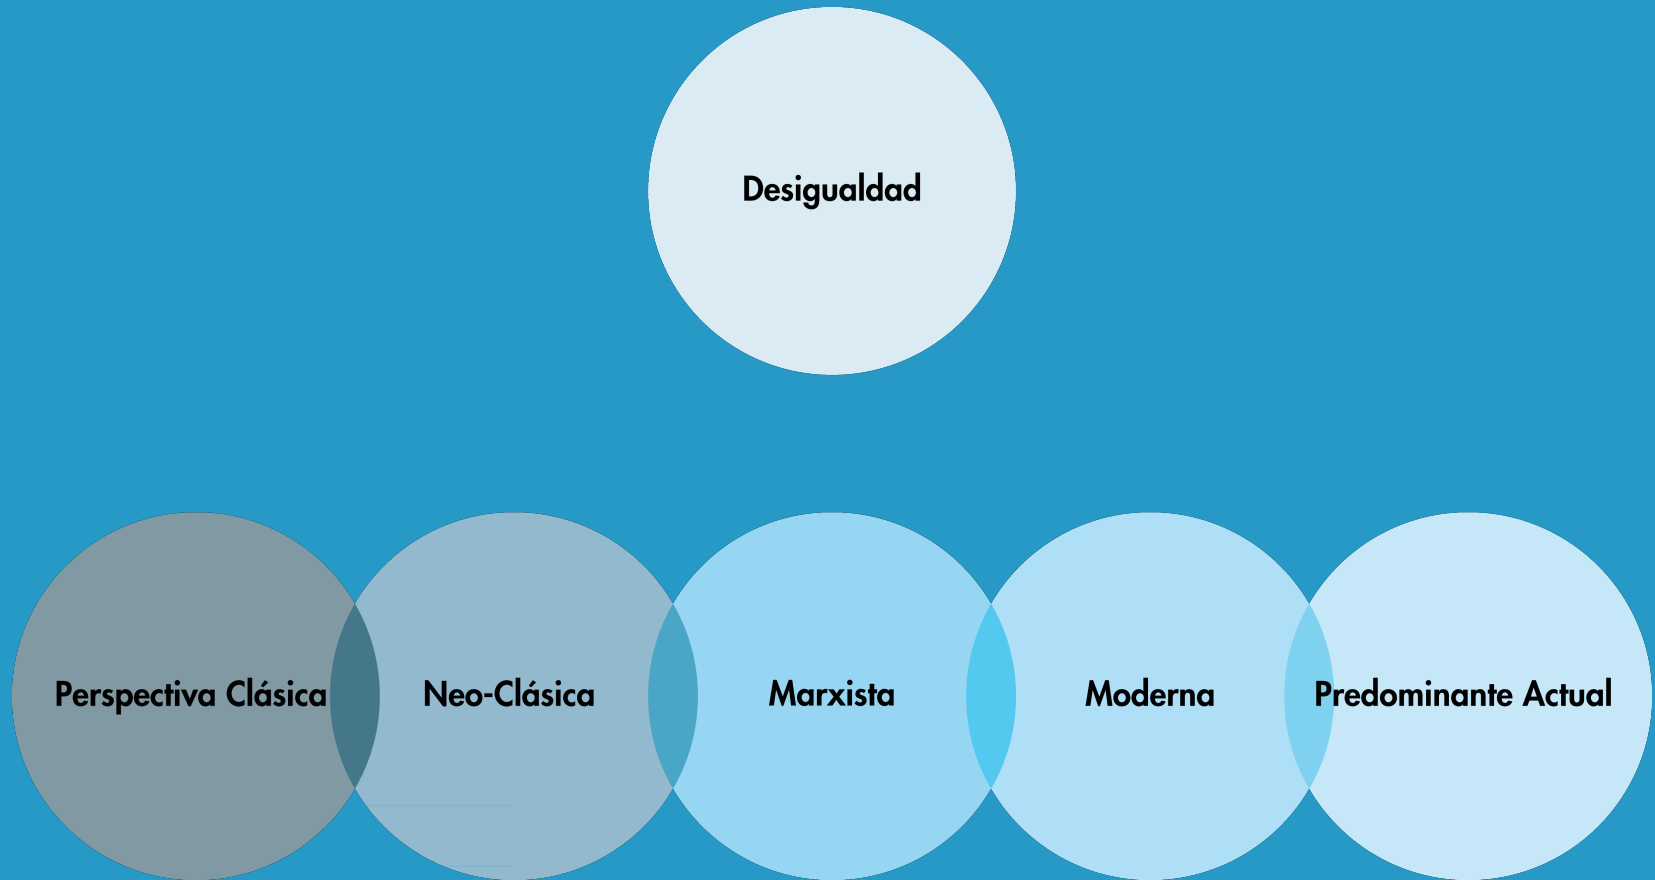 Desigualdad
Perspectiva Clásica
Neo-Clásica
Marxista
Moderna
Predominante Actual